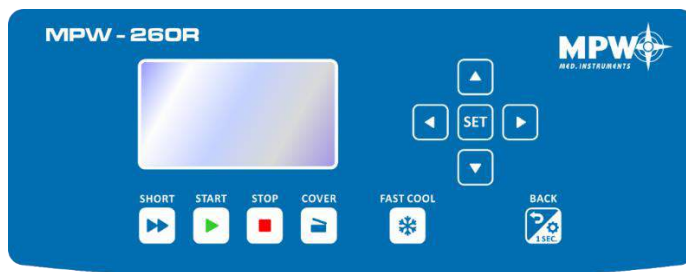 MPW - 260R
MPW
MED. INSTRUMENTS
SET
SHORT START STOP COVER FAST COOL BACK
1 SEC.